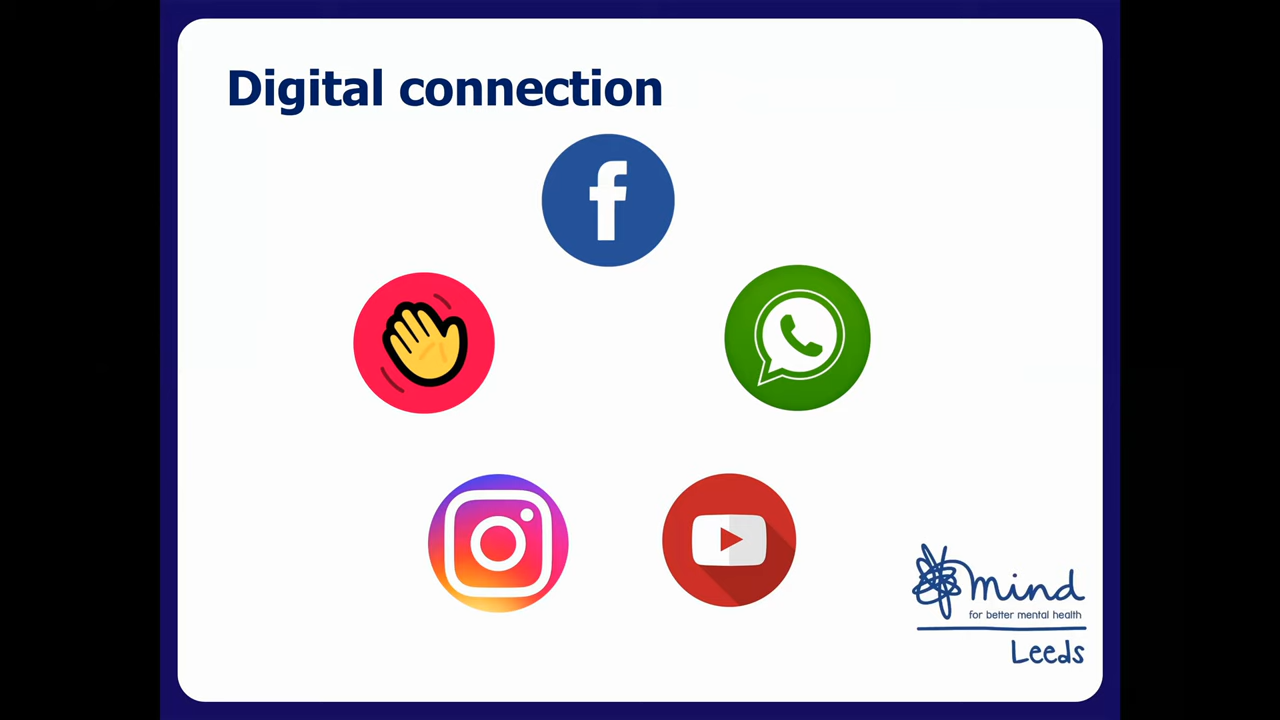 Digital connection
f
mind
for better mental health
Leeds